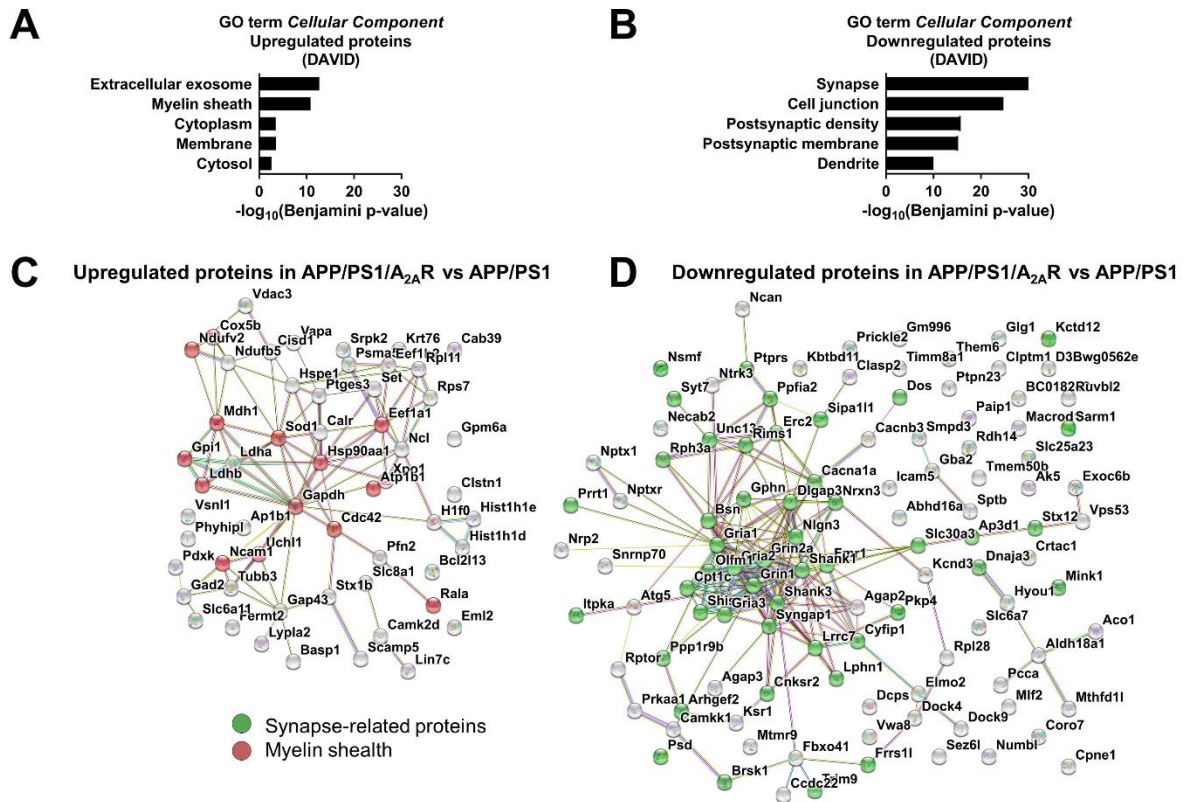 A
GO term Cellular Component
Upregulated proteins
(DAVID)
Extracellular exosome
Myelin sheath
Cytoplasm
Membrane
Cytosol
0 10 20 30
-log10(Benjamini p-value)
B
GO term Cellular Component
Downregulated proteins
(DAVID)
Synapse
Cell junction
Postsynaptic density
Postsynaptic membrane
Dendrite
0 10 20 30
-log10(Benjamini p-value)
C
Upregulated proteins in APP/PS1/A2AR vs APP/PS1
Vdac3
Cox5b
Ndufv2
Ndufb5
Cisd1
Vapa
Srpk2
Krt76
Cab39
Rpl11
Hspe1
Set
Ptges3
Rps7
Mdh1
Sod1
Calr
Eef1a1
Gpi1
Ldha
Hsp90aa1
Ncl
Gpm6a
Ldhb
Xpo1
Atp1b1
Gapdh
Clstn1
Vsnl1
Ap1b1
Cdc42
H1f0
Hist1h1e
Phyhipl
Hist1h1d
Uchl1
Pfn2
Bcl2l13
Pdxk
Ncam1
Slc8a1
Tubb3
Gad2
Stx1b
Rala
Slc6a11
Gap43
Fermt2
Camk2d
Eml2
Lypla2
Scamp5
Basp1
Lin7c
Synapse-related proteins
Myelin shealth
D
Downregulated proteins in APP/PS1/A2AR vs APP/PS1
Ncan
Prickle2
Gm996
Glg1
Kctd12
Nsmf
Ptprs
Kbtbd11
Timm8a1
Them6
Clptm1
D3Bwg0562e
Ntrk3
Clasp2
Ptpn23
Syt7
Ppfia2
Dos
Necab2
Erc2
Sipa1l1
Paip1
Macrod
Sarm1
Rims1
Cacnb3
Smpd3
Rph3a
Rdh14
Slc25a23
Nptx1
Cacna1a
Gba2
Tmem50b
Icam5
Gphn
Dlgap3
Nrxn3
Ak5
Exoc6b
Prrt1
Nptxr
Sptb
Bsn
Abhd16a
Stx12
Vps53
Nlgn3
Slc30a3
Ap3d1
Gria1
Nrp2
Grin2a
Snrnp70
Olfm1
Gria2
Shank1
Dnaja3
Crtac1
Cpt1c
Grin1
Kcnd3
Itpka
Atg5
Gria3
Shank3
Agap2
Pkp4
Hyou1
Mink1
Syngap1
Slc6a7
Ppp1r9b
Lrrc7
Cyfip1
Aco1
Rptor
Agap3
Lphn1
Rpl28
Aldh18a1
Cnksr2
Pcca
Prkaa1
Arhgef2
Elmo2
Mlf2
Mthfd1l
Camkk1
Ksr1
Dcps
Dock4
Dock9
Mtmr9
Vwa8
Coro7
Psd
Fbxo41
Frrs1l
Sez6l
Numbl
Cpne1
Brsk1
Trim9
Ccdc22